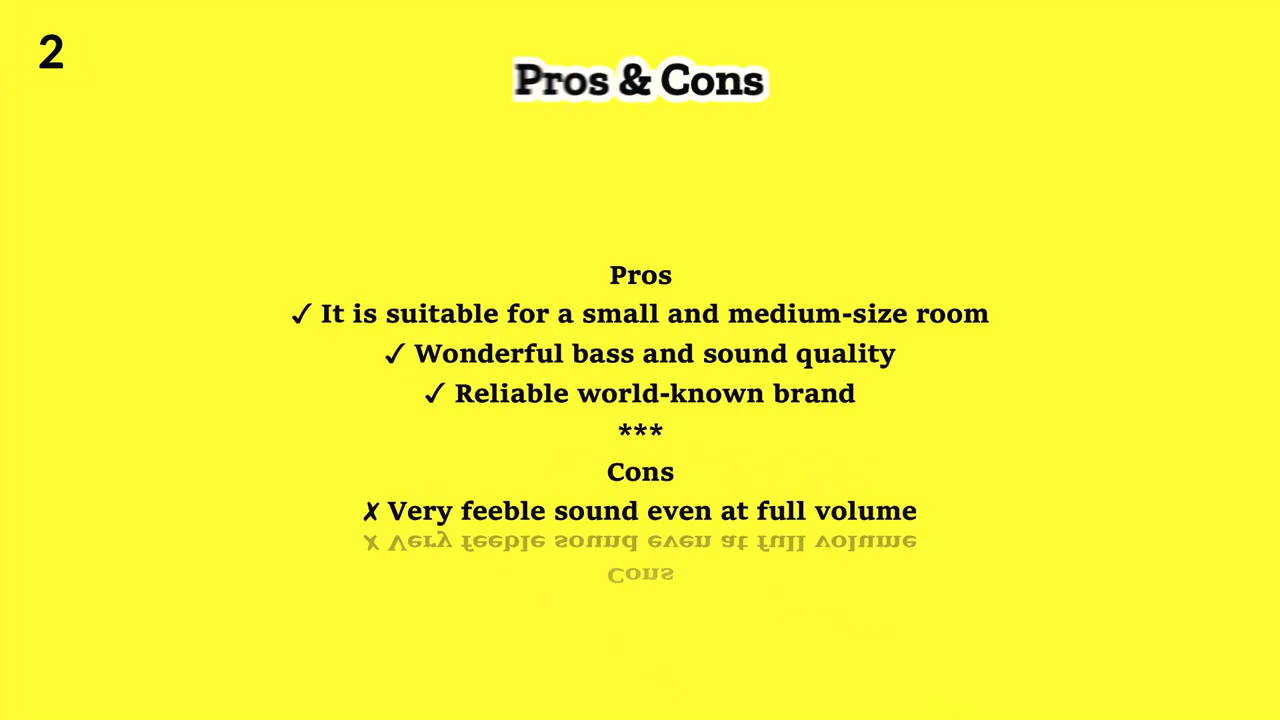 2
Pros & Cons
Pros
✓ It is suitable for a small and medium-size room
✓ Wonderful bass and sound quality
✓ Reliable world-known brand
***
Cons
✗ Very feeble sound even at full volume